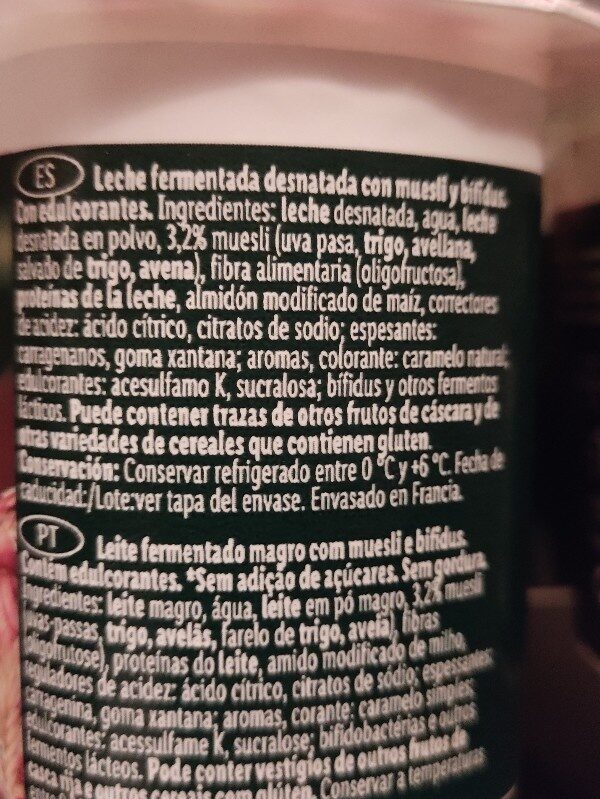 ES Leche fermentada desnatada con muesli y bífidus.
Con edulcorantes. Ingredientes: leche desnatada, agua, leche
desnatada en polvo, 3,2% muesli (uva pasa, trigo, avellana,
salvado de trigo, avena), fibra alimentaria (oligofructosa),
proteínas de la leche, almidón modificado de maíz, correctores
de acidez: ácido cítrico, citratos de sodio; espesantes:
carragenanos, goma xantana; aromas, colorante: caramelo natural;
edulcorantes: acesulfamo K, sucralosa; bífidus y otros fermentos
lácticos. Puede contener trazas de otros frutos de cáscara y de
otras variedades de cereales que contienen gluten.
Conservación: Conservar refrigerado entre 0 °C y +6 °C. Fecha de
caducidad:/Lote:ver tapa del envase. Envasado en Francia.
PT Leite fermentado magro com muesli e bífidus.
Contém edulcorantes. *Sem adição de açúcares. Sem gordura.
Ingredientes: leite magro, água, leite em pó magro, 3,2% muesli
(uvas-passas, trigo, avelãs, farelo de trigo, aveia), fibras
(oligofrutose), proteínas do leite, amido modificado de milho,
reguladores de acidez: ácido cítrico, citratos de sódio; espessantes:
carragenina, goma xantana; aromas, corante: caramelo simples;
edulcorantes: acessulfame K, sucralose; bifidobactérias e outros
fermentos lácteos. Pode conter vestígios de outros frutos de
casca rija e outros cereais com glúten. Conservar a temperaturas